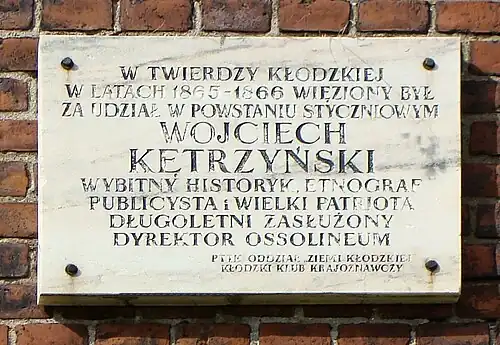 W TWIERDZY KŁODZKIEJ
W LATACH 1865-1866 WIĘZIONY BYŁ
ZA UDZIAŁ W POWSTANIU STYCZNIOWYM
WOJCIECH
KĘTRZYŃSKI
WYBITNY HISTORYK, ETNOGRAF
PUBLICYSTA i WIELKI PATRIOTA
DŁUGOLETNI ZASŁUŻONY
DYREKTOR OSSOLINEUM
PTTK ODDZIAŁ „ZIEMI KŁODZKIEJ
KŁODZKI KLUB KRAJOZNAWCZY